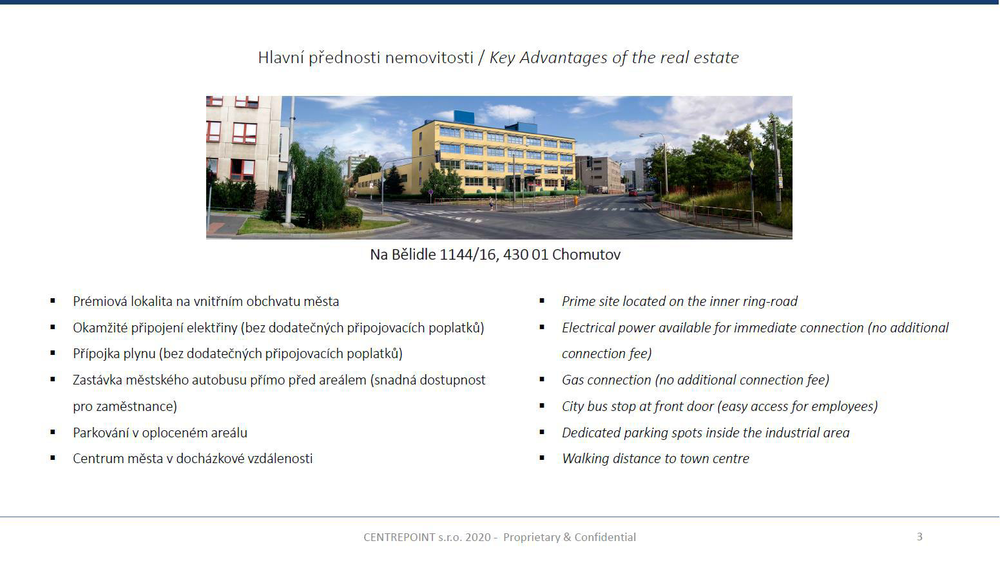 Hlavní přednosti nemovitosti / Key Advantages of the real estate
Na Bělidle 1144/16, 430 01 Chomutov
▪ Prémiová lokalita na vnitřním obchvatu města
▪ Okamžité připojení elektřiny (bez dodatečných připojovacích poplatků)
▪ Přípojka plynu (bez dodatečných připojovacích poplatků)
▪ Zastávka městského autobusu přímo před areálem (snadná dostupnost
pro zaměstnance)
▪ Parkování v oploceném areálu
▪ Centrum města v docházkové vzdálenosti
▪ Prime site located on the inner ring-road
▪ Electrical power available for immediate connection (no additional
connection fee)
▪ Gas connection (no additional connection fee)
▪ City bus stop at front door (easy access for employees)
▪ Dedicated parking spots inside the industrial area
▪ Walking distance to town centre
CENTREPOINT s.r.o. 2020 - Proprietary & Confidential
3